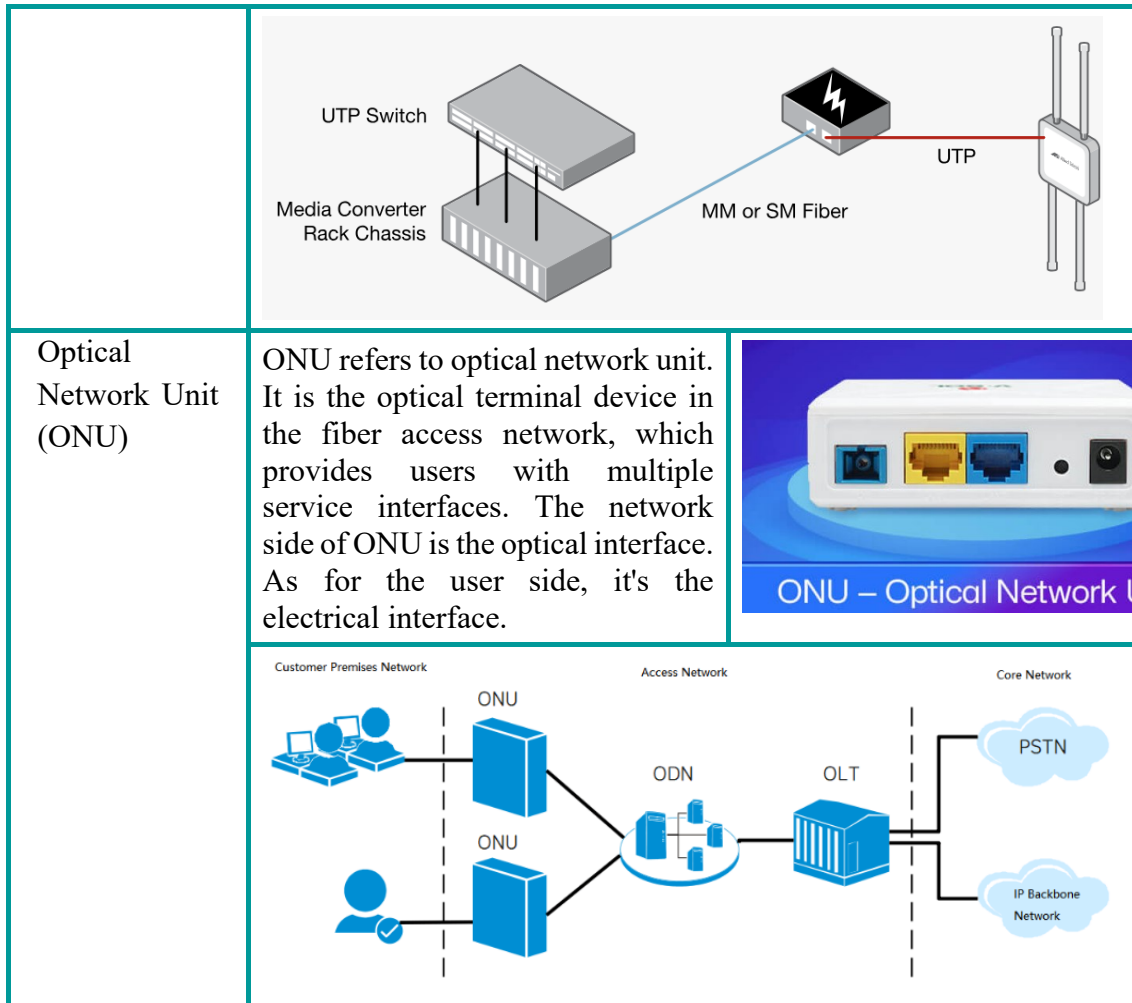 UTP Switch
Media Converter
Rack Chassis
UTP
MM or SM Fiber
Optical
Network Unit
(ONU)
ONU refers to optical network unit.
It is the optical terminal device in
the fiber access network, which
provides users with multiple
service interfaces. The network
side of ONU is the optical interface.
As for the user side, it's the
electrical interface.
ONU – Optical Network
Customer Premises Network
Access Network
Core Network
ONU
PSTN
ODN
OLT
ONU
IP Backbone
Network